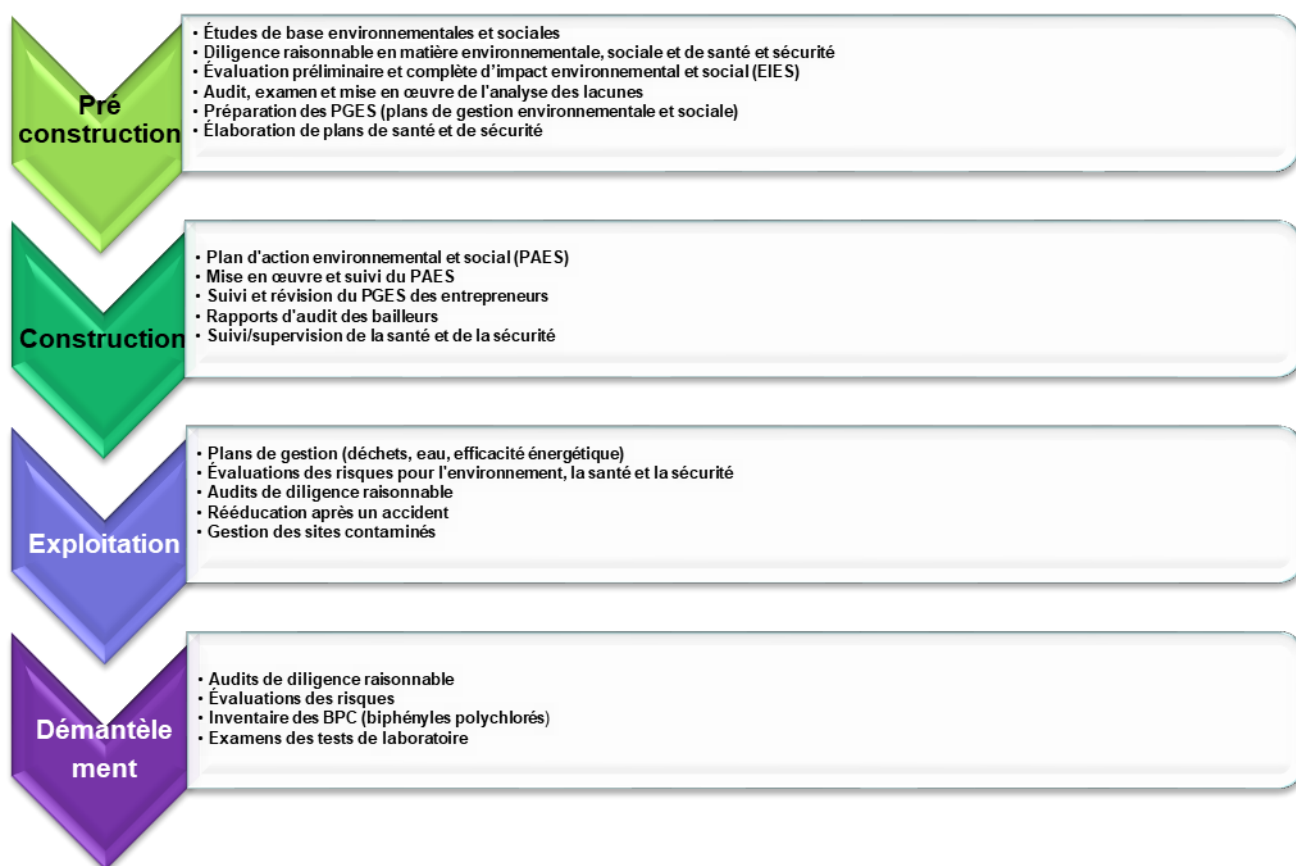 Pré
construction
• Études de base environnementales et sociales
• Diligence raisonnable en matière environnementale, sociale et de santé et sécurité
• Évaluation préliminaire et complète d’impact environnemental et social (EIES)
• Audit, examen et mise en œuvre de l'analyse des lacunes
• Préparation des PGES (plans de gestion environnementale et sociale)
• Élaboration de plans de santé et de sécurité
Construction
• Plan d'action environnemental et social (PAES)
• Mise en œuvre et suivi du PAES
• Suivi et révision du PGES des entrepreneurs
• Rapports d'audit des bailleurs
• Suivi/supervision de la santé et de la sécurité
Exploitation
• Plans de gestion (déchets, eau, efficacité énergétique)
• Évaluations des risques pour l'environnement, la santé et la sécurité
• Audits de diligence raisonnable
• Rééducation après un accident
• Gestion des sites contaminés
Démantèle
ment
• Audits de diligence raisonnable
• Évaluations des risques
• Inventaire des BPC (biphényles polychlorés)
• Examens des tests de laboratoire